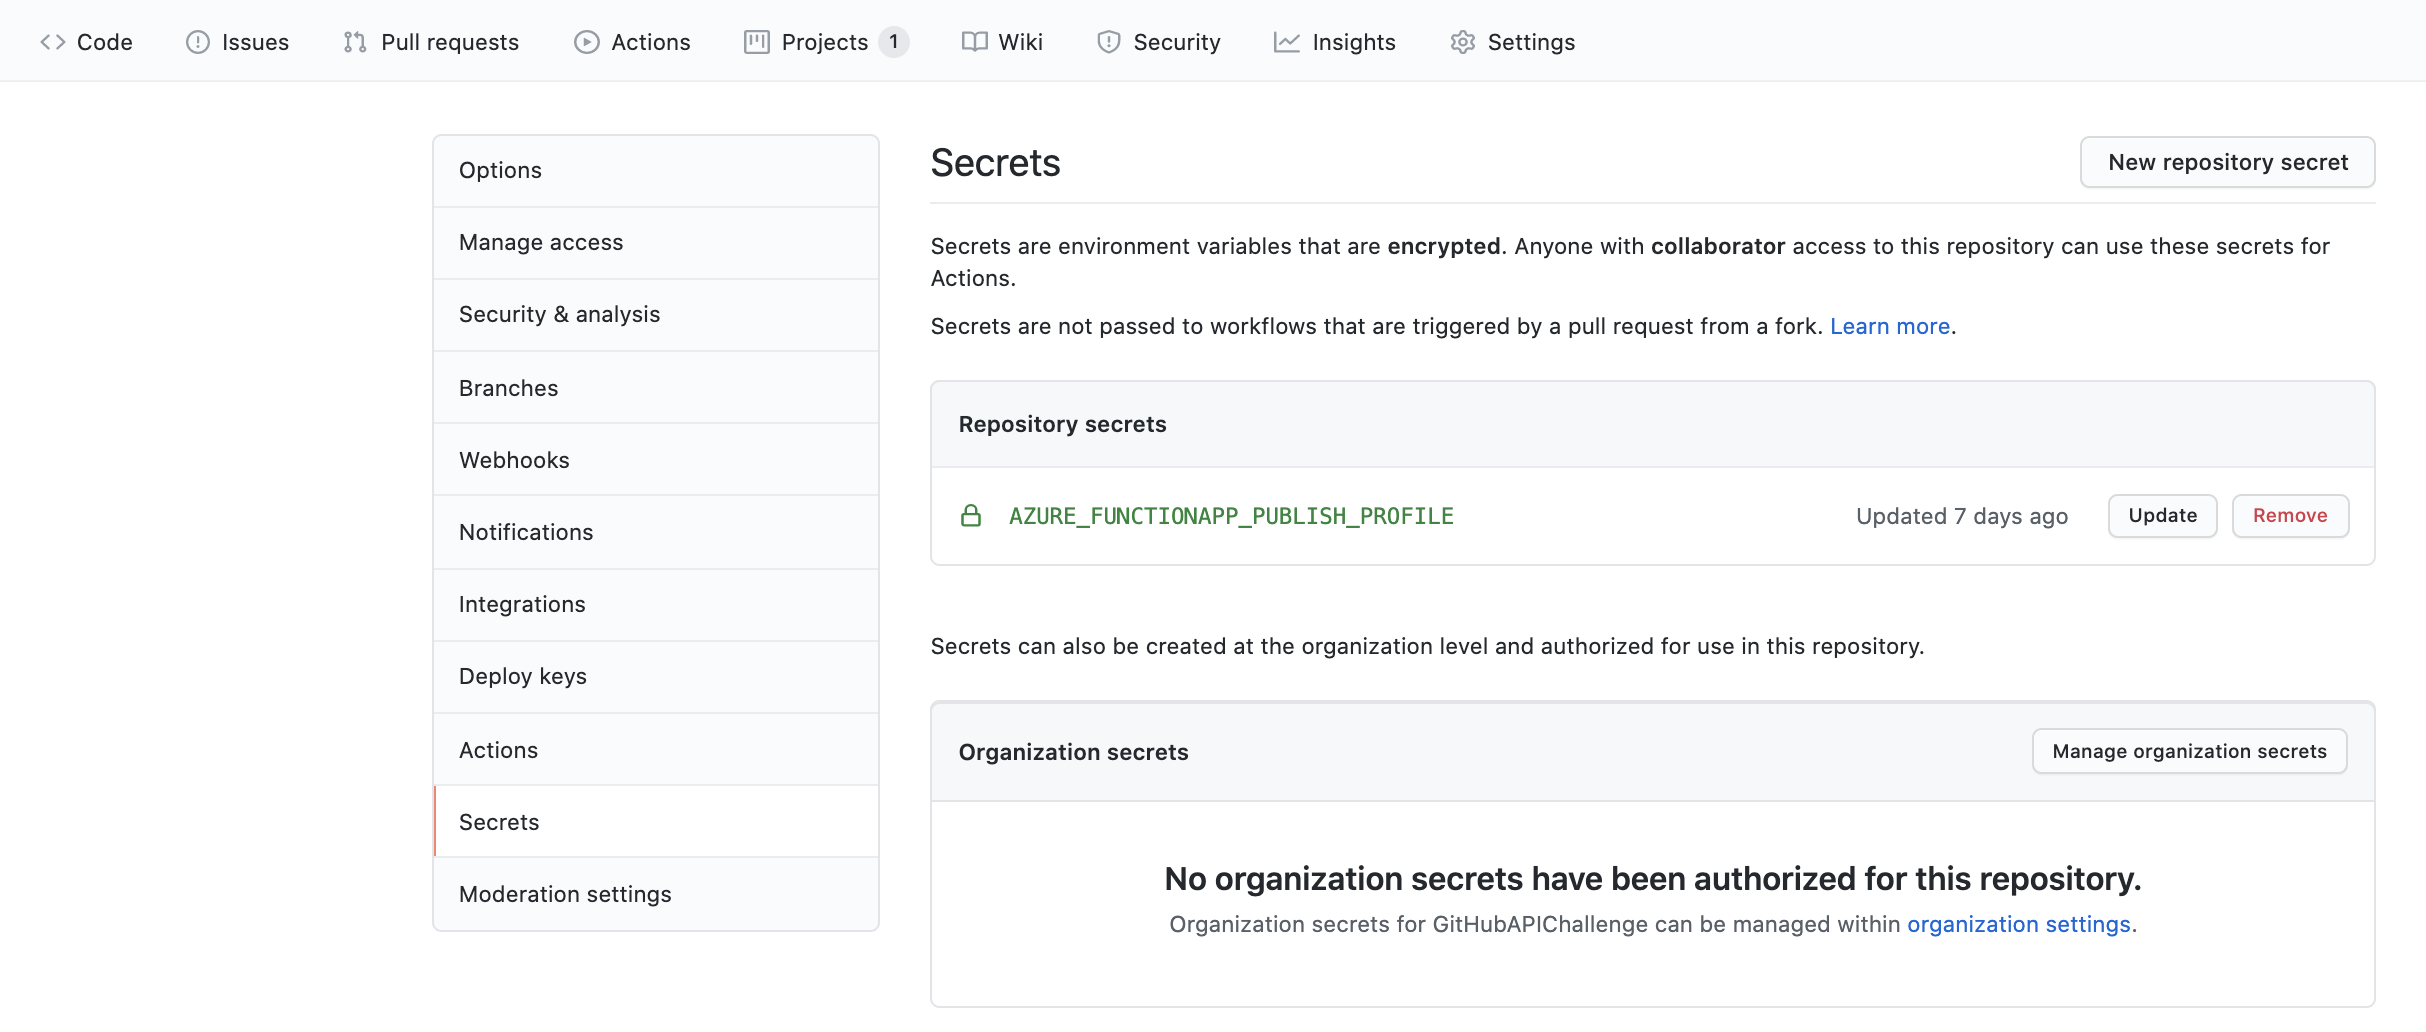 Code Issues Pull requests Actions Projects 1 Wiki Security Insights Settings
Options
Manage access
Security & analysis
Branches
Webhooks
Notifications
Integrations
Deploy keys
Actions
Secrets
Moderation settings
Secrets
New repository secret
Secrets are environment variables that are encrypted. Anyone with collaborator access to this repository can use these secrets for
Actions.
Secrets are not passed to workflows that are triggered by a pull request from a fork. Learn more.
Repository secrets
AZURE_FUNCTIONAPP_PUBLISH_PROFILE Updated 7 days ago Update Remove
Secrets can also be created at the organization level and authorized for use in this repository.
Organization secrets Manage organization secrets
No organization secrets have been authorized for this repository.
Organization secrets for GitHubAPIChallenge can be managed within organization settings.